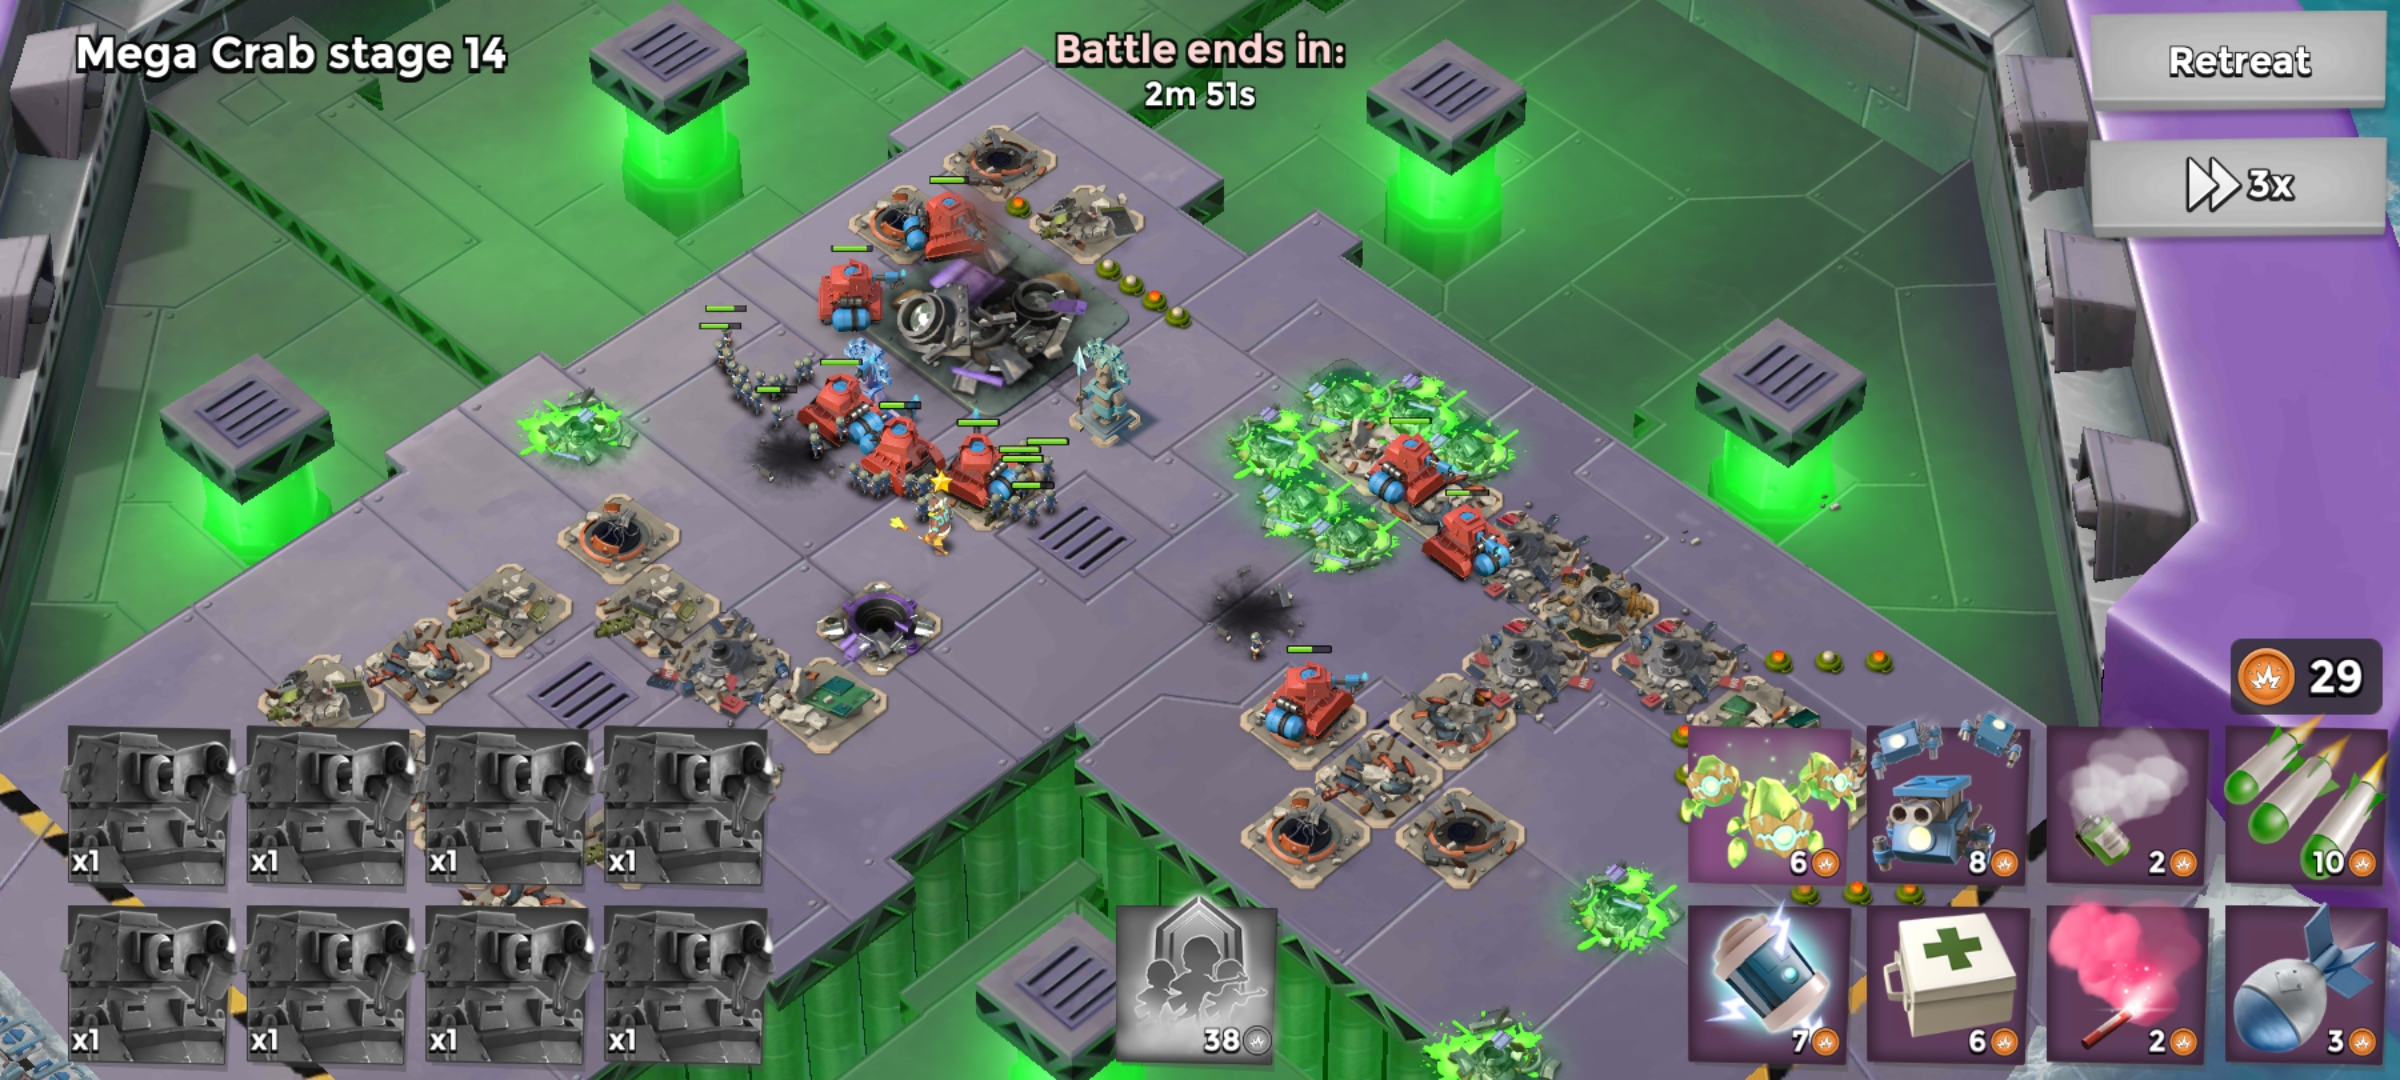 Mega Crab stage 14
Battle ends in:
2m 51s
Retreat
3x
29
x1
x1
x1
x1
6
8
2
10
x1
x1
x1
x1
38
7
6
2
3